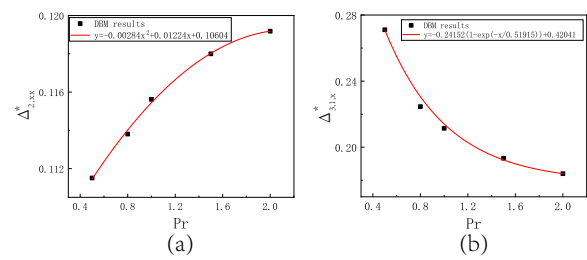 DBM results
y=-0.00284x²+0.01224x+0.10604
0.120
0.116
0.112
Δ*2,xx
0.4 0.8 1.2 1.6 2.0
Pr
(a)
DBM results
y=-0.24152(1-exp(-x/0.51915))+0.42041
0.28
0.24
0.20
Δ*3,1,x
0.4 0.8 1.2 1.6 2.0
Pr
(b)